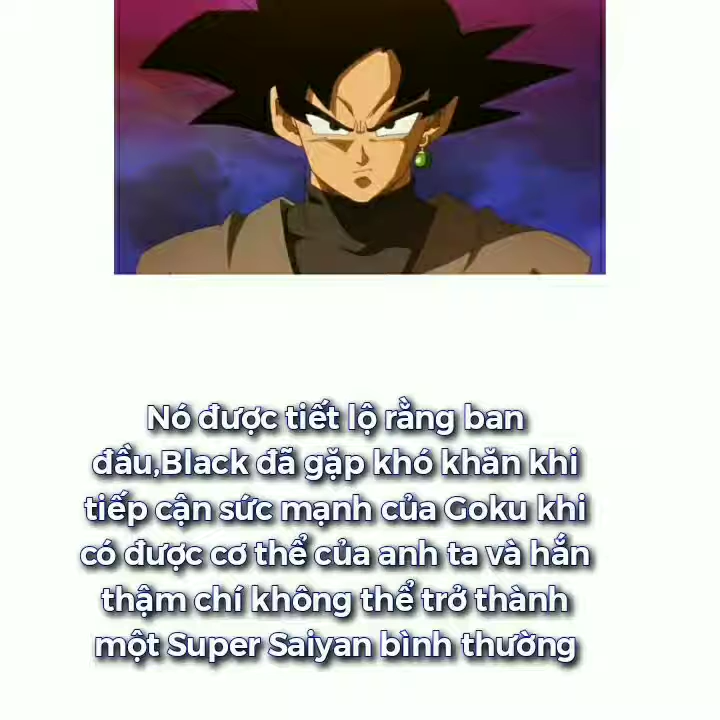 Nó được tiết lộ rằng ban
đầu,Black đã gặp khó khăn khi
tiếp cận sức mạnh của Goku khi
có được cơ thể của anh ta và hắn
thậm chí không thể trở thành
một Super Saiyan bình thường